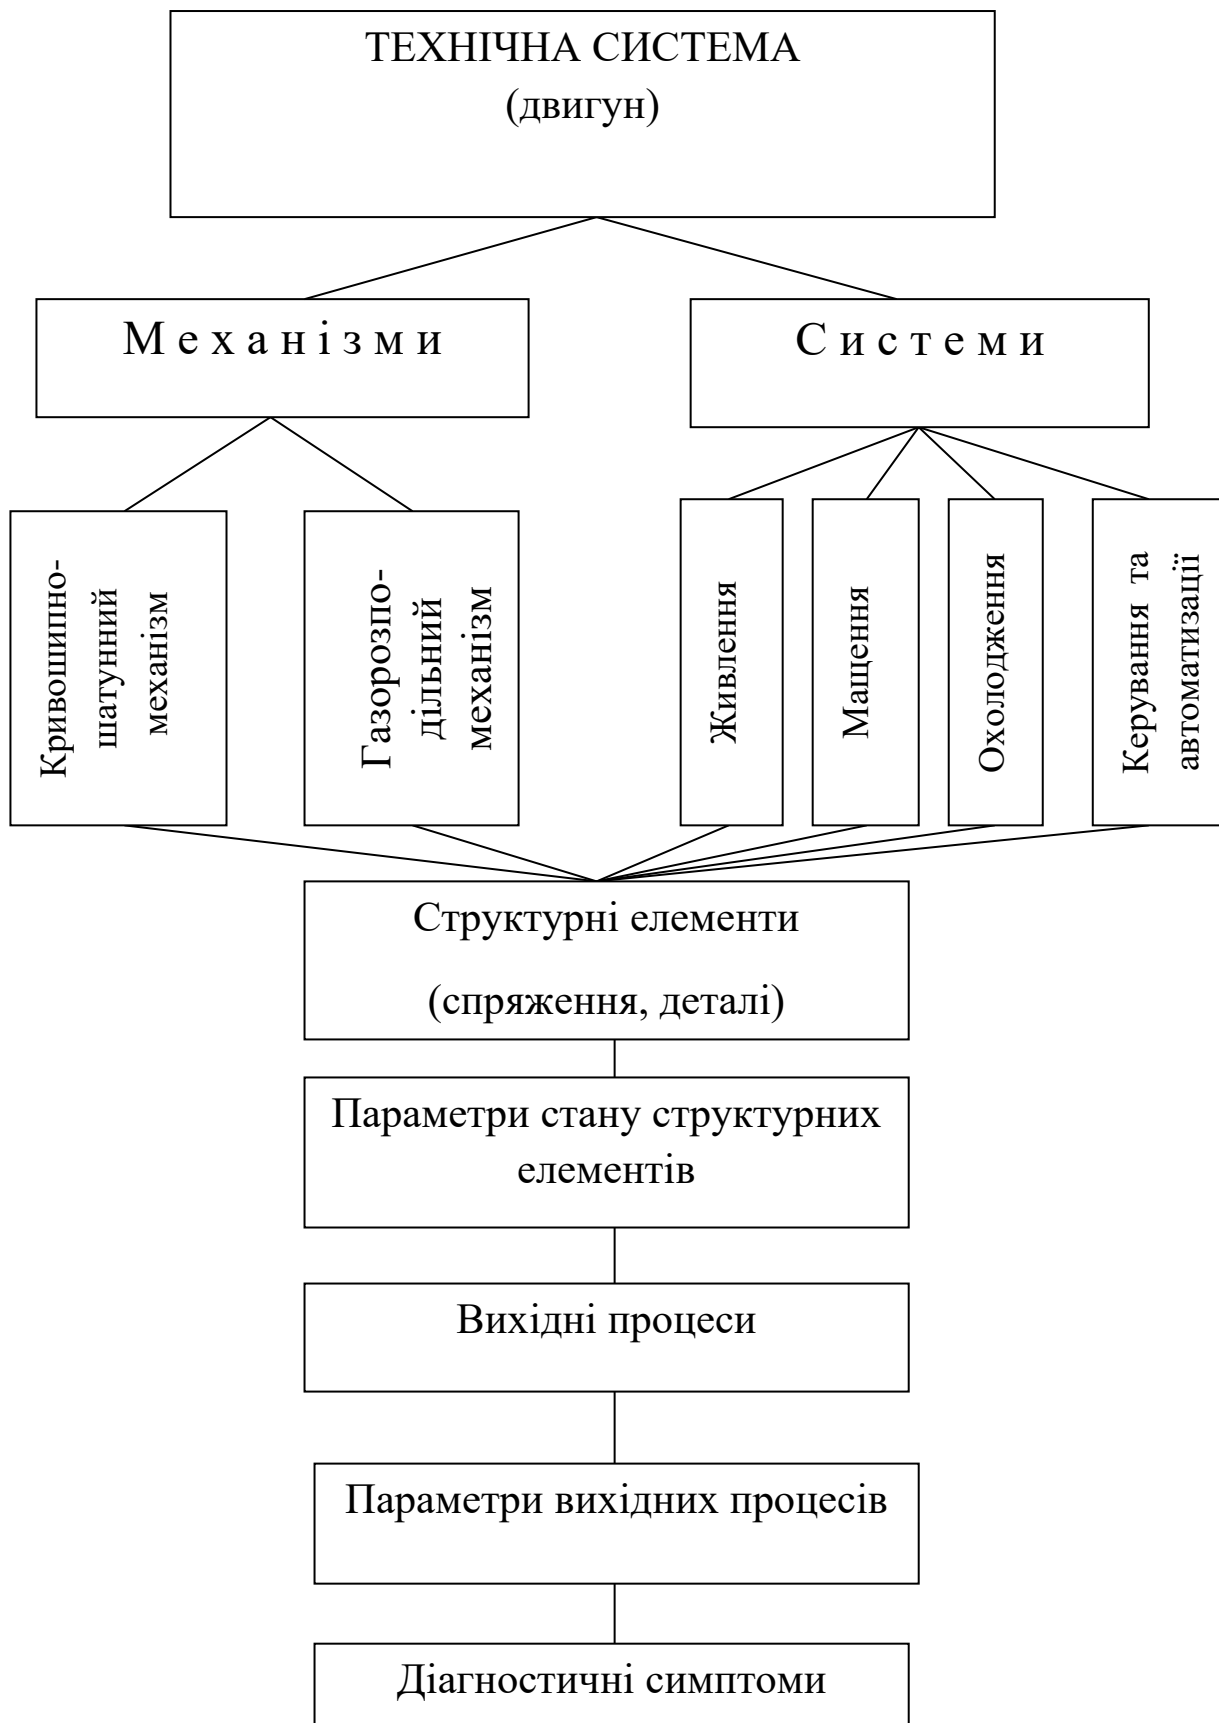 ТЕХНІЧНА СИСТЕМА
(двигун)
М е х а н і з м и
С и с т е м и
Кривошипно-
шатунний
механізм
Газорозпо-
дільний
механізм
Живлення
Мащення
Охолодження
Керування та
автоматизації
Структурні елементи
(спряження, деталі)
Параметри стану структурних
елементів
Вихідні процеси
Параметри вихідних процесів
Діагностичні симптоми